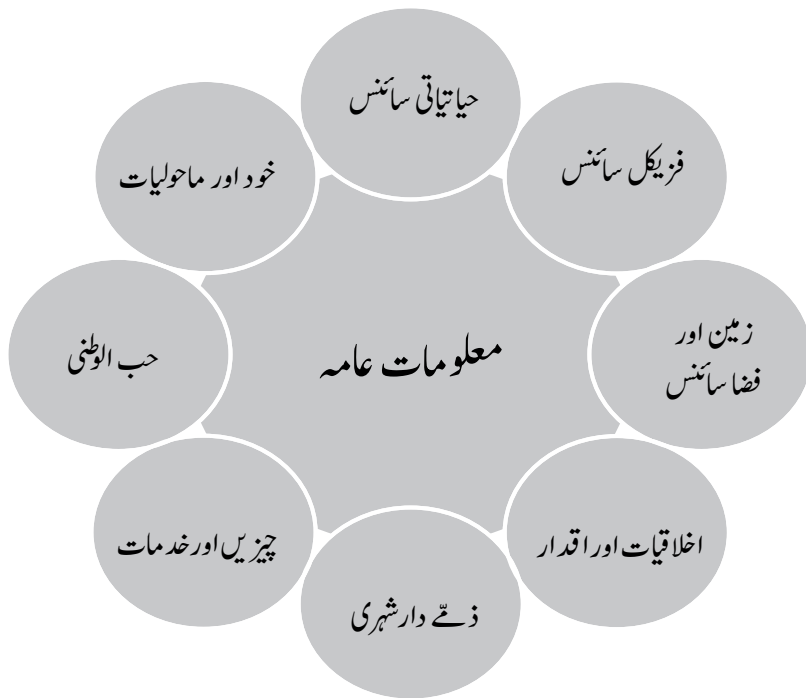 حیاتیاتی سائنس
فزیکل سائنس
خود اور ماحولیات
زمین اور
فضا سائنس
معلومات عامہ
حب الوطنی
اخلاقیات اور اقدار
چیزیں اور خدمات
ذمّے دار شہری